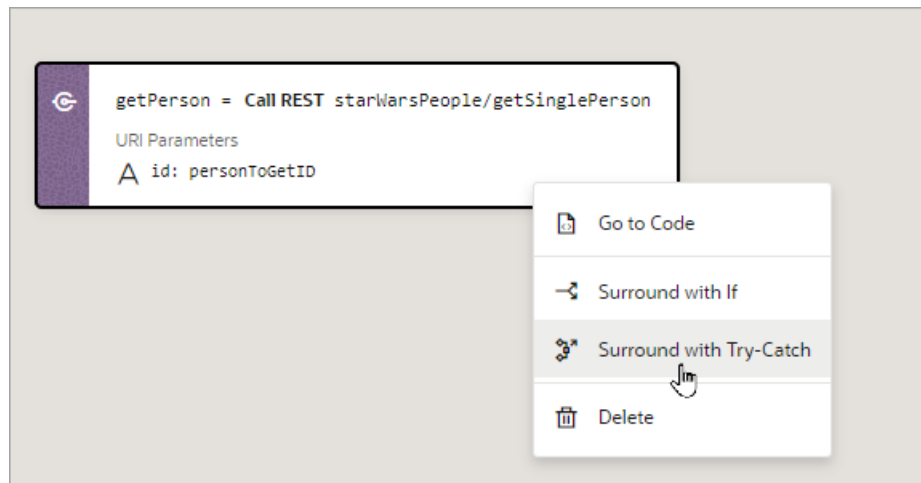 getPerson = Call REST starWarsPeople/getSinglePerson
URI Parameters
A id: personToGetID
Go to Code
Surround with If
Surround with Try-Catch
Delete